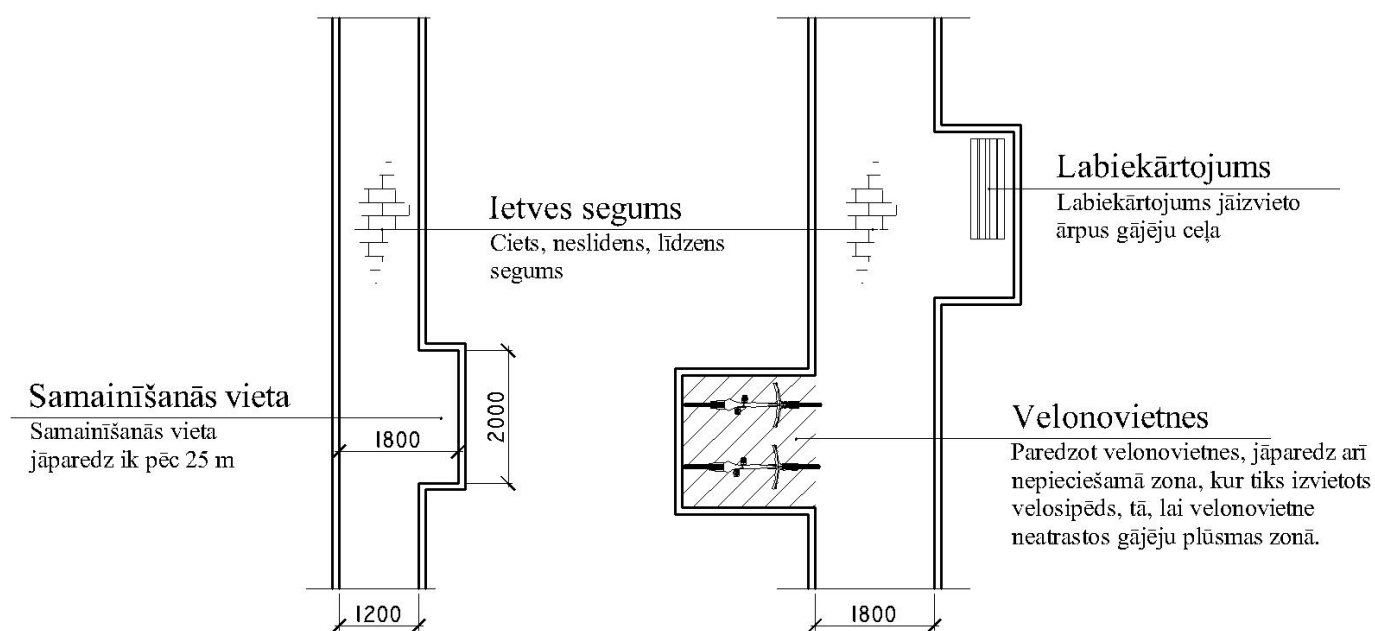 Labiekārtojums
Labiekārtojums jāizvieto
ārpus gājēju ceļa
Ietves segums
Ciets, neslidens, līdzens
segums
Samainīšanās vieta
Samainīšanās vieta
jāparedz ik pēc 25 m
1800
2000
Velonovietnes
Paredzot velonovietnes, jāparedz arī
nepieciešamā zona, kur tiks izvietots
velosipēds, tā, lai velonovietne
neatrastos gājēju plūsmas zonā.
1200
1800